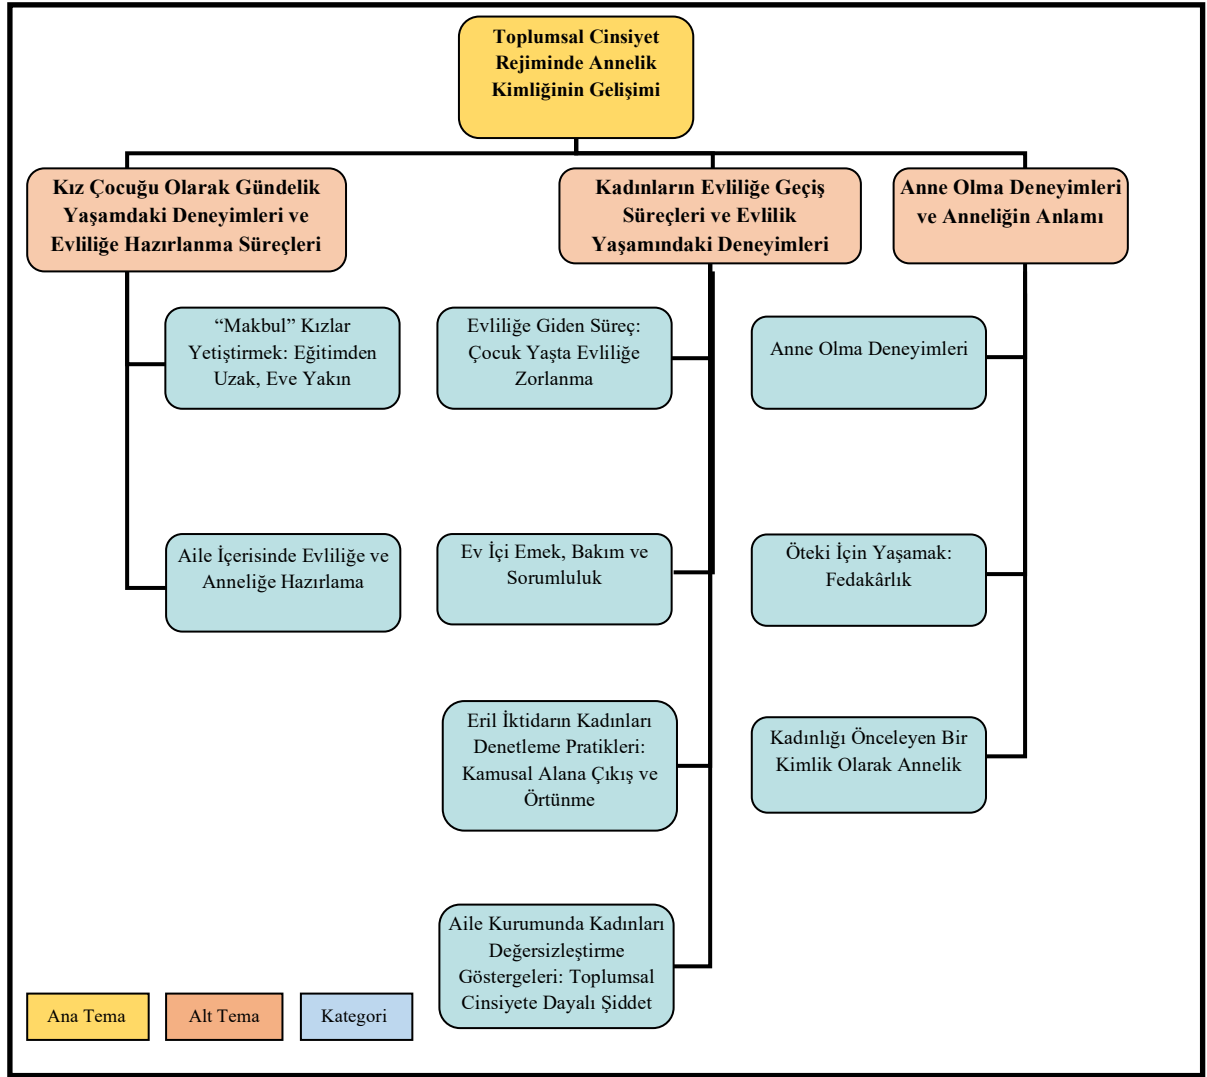 Toplumsal Cinsiyet
Rejiminde Annelik
Kimliğinin Gelişimi
Kız Çocuğu Olarak Gündelik
Yaşamdaki Deneyimleri ve
Evliliğe Hazırlanma Süreçleri
Kadınların Evliliğe Geçiş
Süreçleri ve Evlilik
Yaşamındaki Deneyimleri
Anne Olma Deneyimleri
ve Anneliğin Anlamı
“Makbul” Kızlar
Yetiştirmek: Eğitimden
Uzak, Eve Yakın
Evliliğe Giden Süreç:
Çocuk Yaşta Evliliğe
Zorlanma
Anne Olma Deneyimleri
Aile İçerisinde Evliliğe ve
Anneliğe Hazırlama
Ev İçi Emek, Bakım ve
Sorumluluk
Öteki İçin Yaşamak:
Fedakârlık
Eril İktidarın Kadınları
Denetleme Pratikleri:
Kamusal Alana Çıkış ve
Örtünme
Kadınlığı Önceleyen Bir
Kimlik Olarak Annelik
Aile Kurumunda Kadınları
Değersizleştirme
Göstergeleri: Toplumsal
Cinsiyete Dayalı Şiddet
Ana Tema
Alt Tema
Kategori